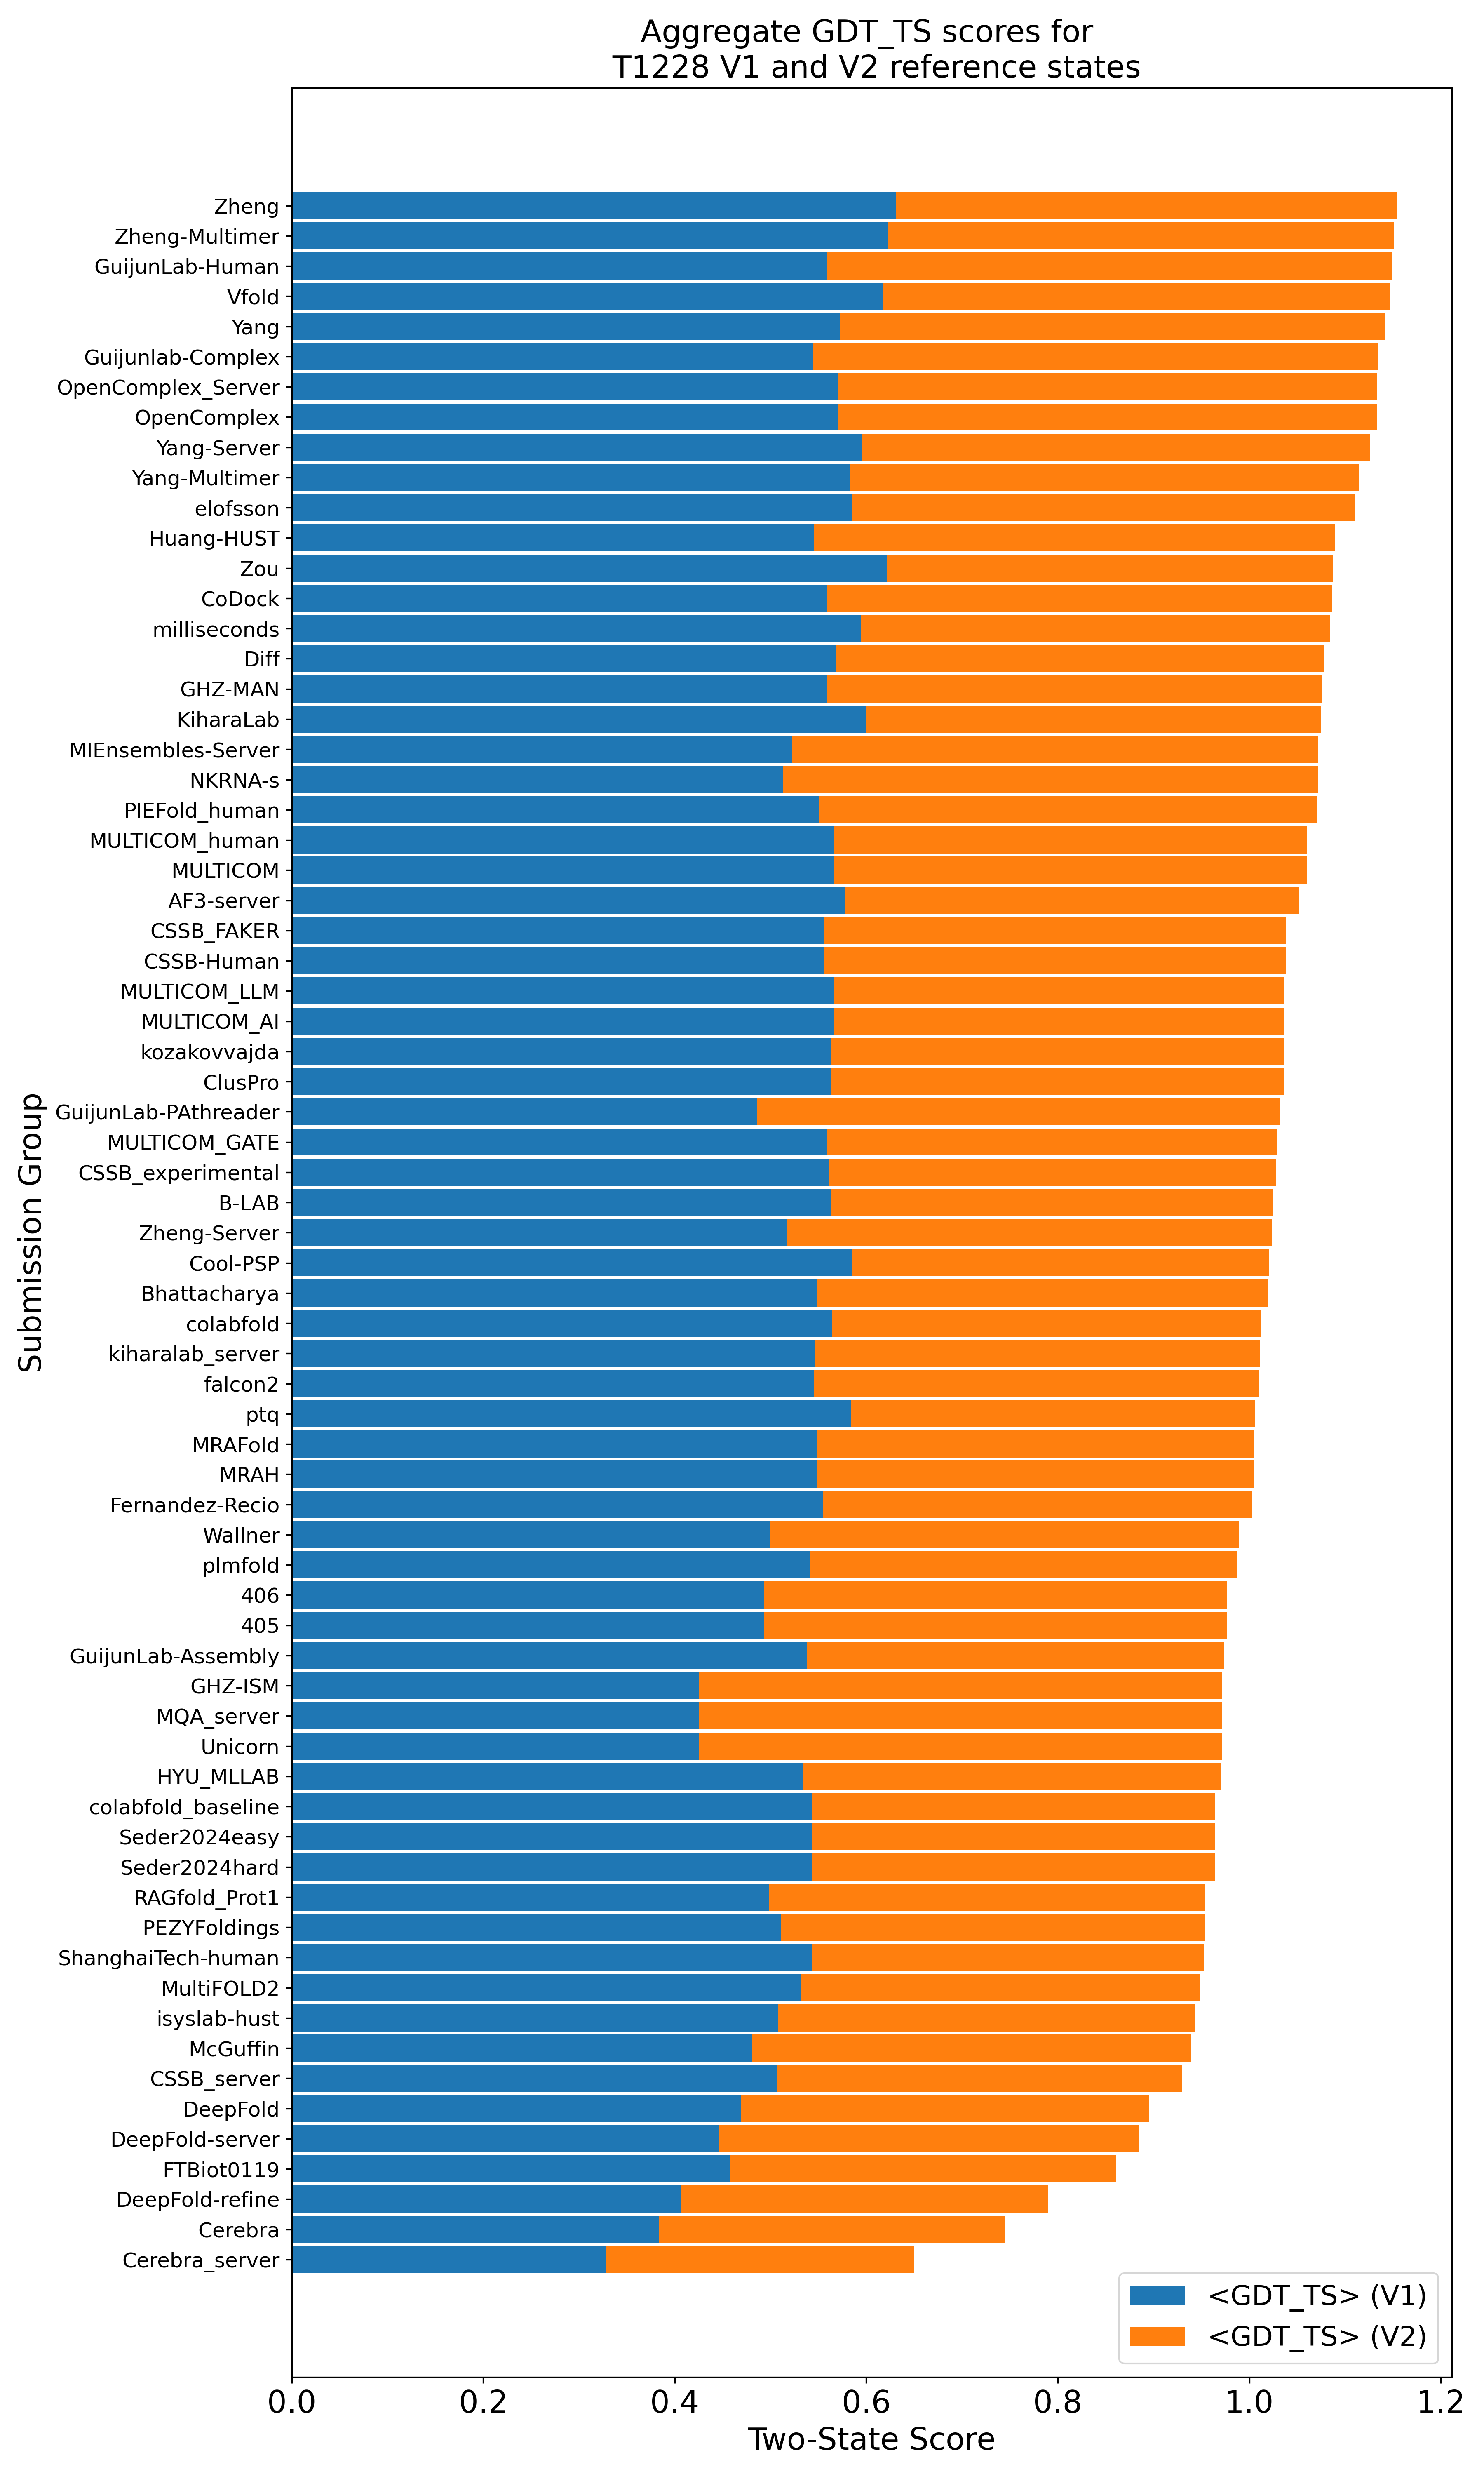 Aggregate GDT_TS scores for
T1228 V1 and V2 reference states
Zheng
Zheng-Multimer
GuijunLab-Human
Vfold
Yang
Guijunlab-Complex
OpenComplex_Server
OpenComplex
Yang-Server
Yang-Multimer
elofsson
Huang-HUST
Zou
CoDock
milliseconds
Diff
GHZ-MAN
KiharaLab
MIEnsembles-Server
NKRNA-s
PIEFold_human
MULTICOM_human
MULTICOM
AF3-server
CSSB_FAKER
CSSB-Human
MULTICOM_LLM
MULTICOM_AI
kozakovvajda
ClusPro
GuijunLab-PAthreader
MULTICOM_GATE
CSSB_experimental
B-LAB
Zheng-Server
Cool-PSP
Bhattacharya
colabfold
kiharalab_server
falcon2
ptq
MRAFold
MRAH
Fernandez-Recio
Wallner
plmfold
406
405
GuijunLab-Assembly
GHZ-ISM
MQA_server
Unicorn
HYU_MLLAB
colabfold_baseline
Seder2024easy
Seder2024hard
RAGfold_Prot1
PEZYFoldings
ShanghaiTech-human
MultiFOLD2
isyslab-hust
McGuffin
CSSB_server
DeepFold
DeepFold-server
FTBiot0119
DeepFold-refine
Cerebra
Cerebra_server
Submission Group
<GDT_TS> (V1)
<GDT_TS> (V2)
0.0 0.2 0.4 0.6 0.8 1.0 1.2
Two-State Score